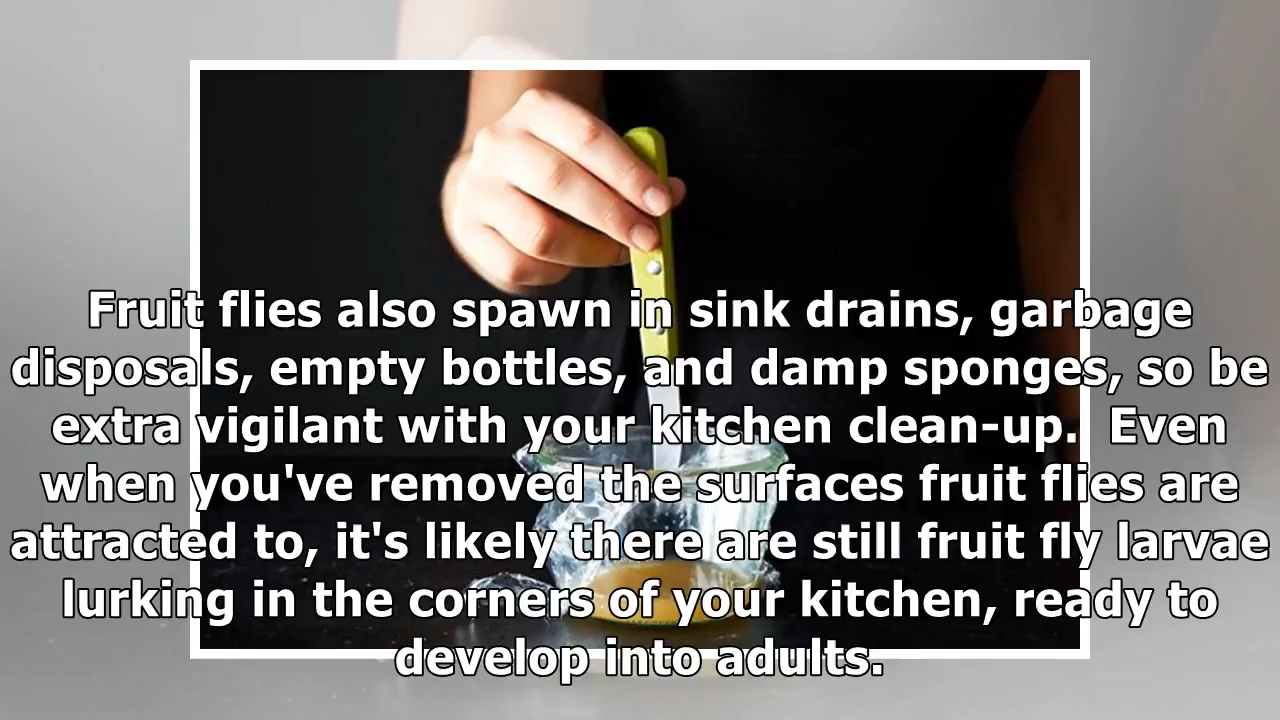 Fruit flies also spawn in sink drains, garbage
disposals, empty bottles, and damp sponges, so be
extra vigilant with your kitchen clean-up.  Even
when you've removed the surfaces fruit flies are
attracted to, it's likely there are still fruit fly larvae
lurking in the corners of your kitchen, ready to
develop into adults.